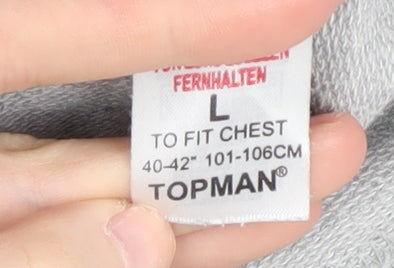 FERNHALTEN
L
TO FIT CHEST
40-42" 101-106CM
TOPMAN®